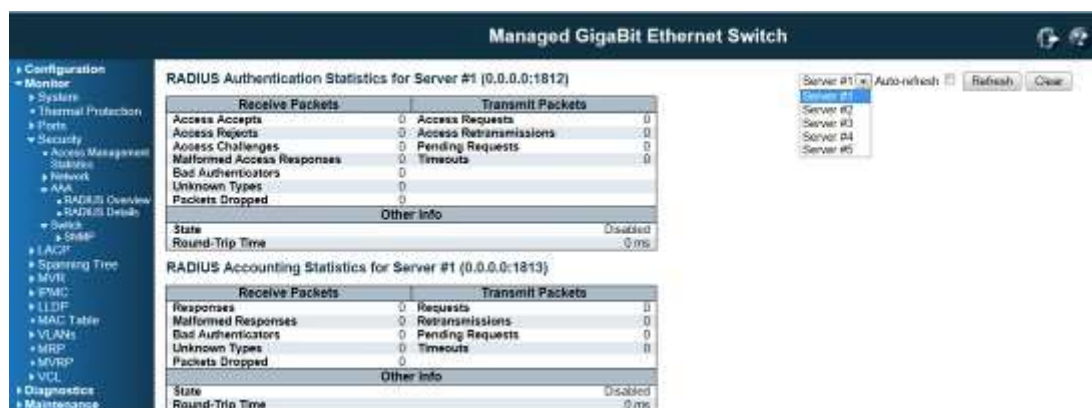 Managed GigaBit Ethernet Switch
Configuration
Monitor
System
Thermal Protection
Ports
Security
Access Management
Statistics
Network
AAA
RADIUS Overview
RADIUS Details
Switch
SNMP
LACP
Spanning Tree
MVR
IPMC
LLDP
MAC Table
VLANs
MRP
MVRP
VCL
Diagnostics
Maintenance
RADIUS Authentication Statistics for Server #1 (0.0.0.0:1812)
Server #1 Auto-refresh Refresh Clear
Server #1
Server #2
Server #3
Server #4
Server #5
Receive Packets Transmit Packets
Access Accepts 0 Access Requests 0
Access Rejects 0 Access Retransmissions 0
Access Challenges 0 Pending Requests 0
Malformed Access Responses 0 Timeouts 0
Bad Authenticators 0
Unknown Types 0
Packets Dropped 0
Other Info
State Disabled
Round-Trip Time 0 ms
RADIUS Accounting Statistics for Server #1 (0.0.0.0:1813)
Receive Packets Transmit Packets
Responses 0 Requests 0
Malformed Responses 0 Retransmissions 0
Bad Authenticators 0 Pending Requests 0
Unknown Types 0 Timeouts 0
Packets Dropped 0
Other Info
State Disabled
Round-Trip Time 0 ms